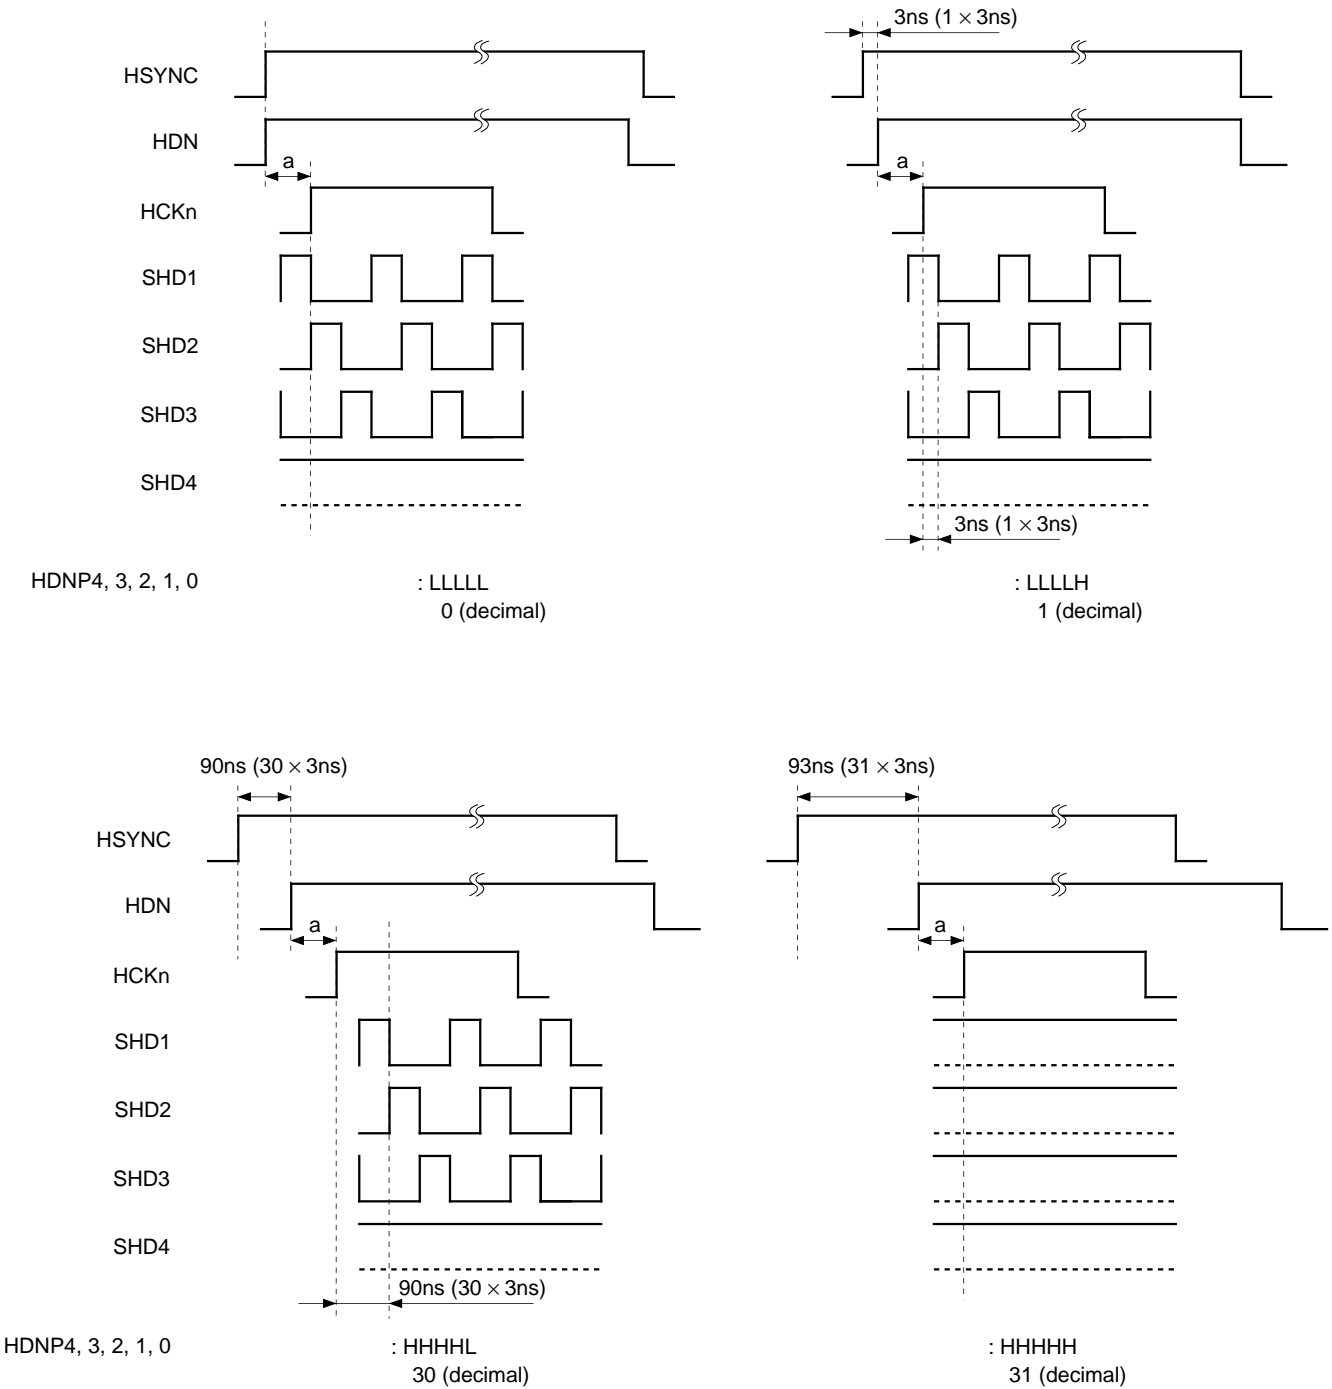 3ns (1 × 3ns)
HSYNC
HDN
a
a
HCKn
SHD1
SHD2
SHD3
SHD4
3ns (1 × 3ns)
HDNP4, 3, 2, 1, 0 : LLLLL : LLLLH
0 (decimal) 1 (decimal)
90ns (30 × 3ns) 93ns (31 × 3ns)
HSYNC
HDN
a
a
HCKn
SHD1
SHD2
SHD3
SHD4
90ns (30 × 3ns)
HDNP4, 3, 2, 1, 0 : HHHHL : HHHHH
30 (decimal) 31 (decimal)